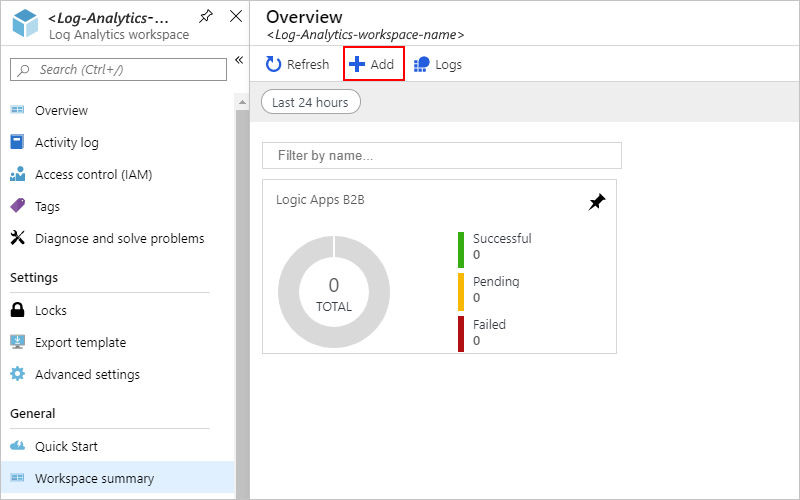 <Log-Analytics-...
Log Analytics workspace
Search (Ctrl+/)
Overview
Activity log
Access control (IAM)
Tags
Diagnose and solve problems
Settings
Locks
Export template
Advanced settings
General
Quick Start
Workspace summary
Overview
<Log-Analytics-workspace-name>
Refresh
Add
Logs
Last 24 hours
Filter by name...
Logic Apps B2B
0
TOTAL
Successful
0
Pending
0
Failed
0